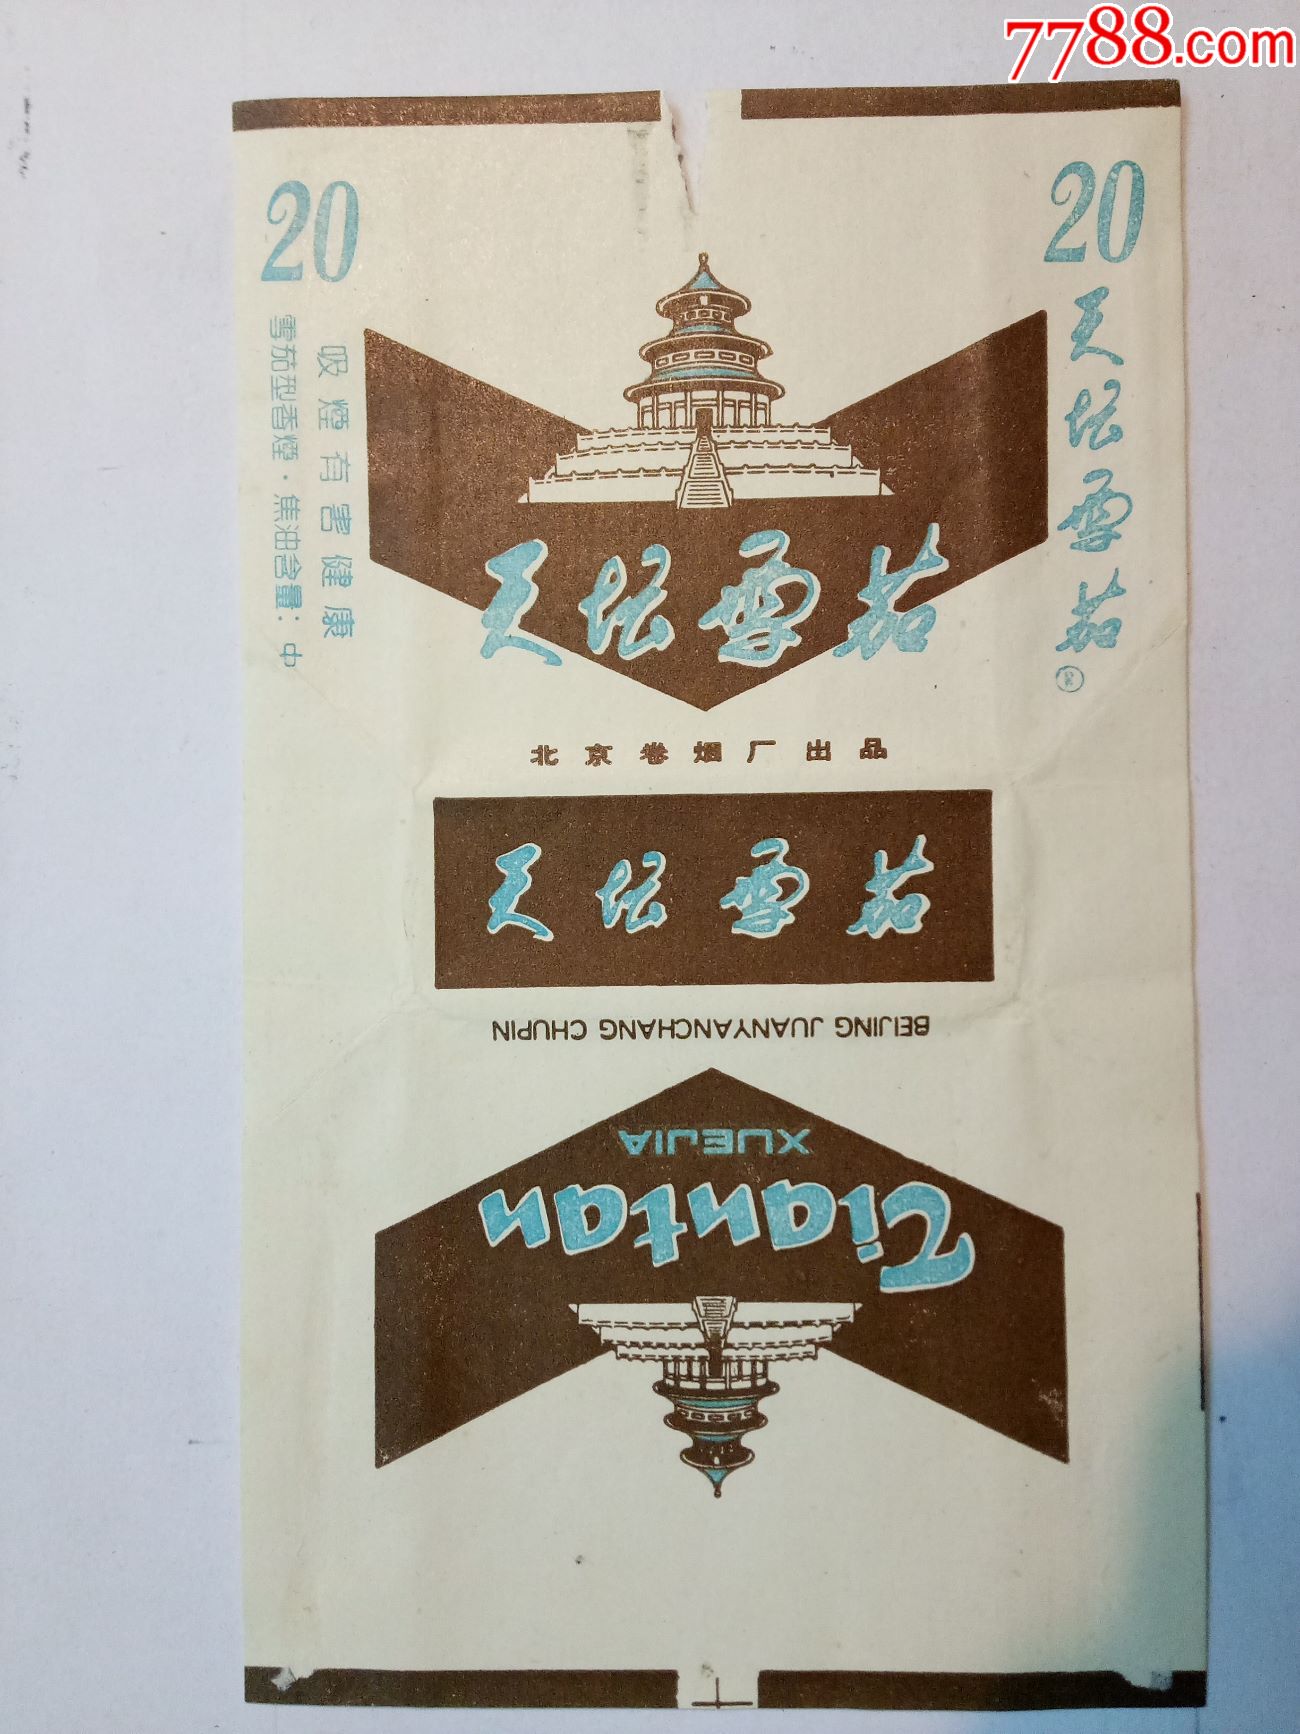 7788.com
20
吸煙有害健康
雪茄型香煙·焦油含量：中
20
天坛雪茄
天坛雪茄
北京卷烟厂出品
天坛雪茄
BEIJING JUANYANCHANG CHUPIN
XUEJIA
Tiantan